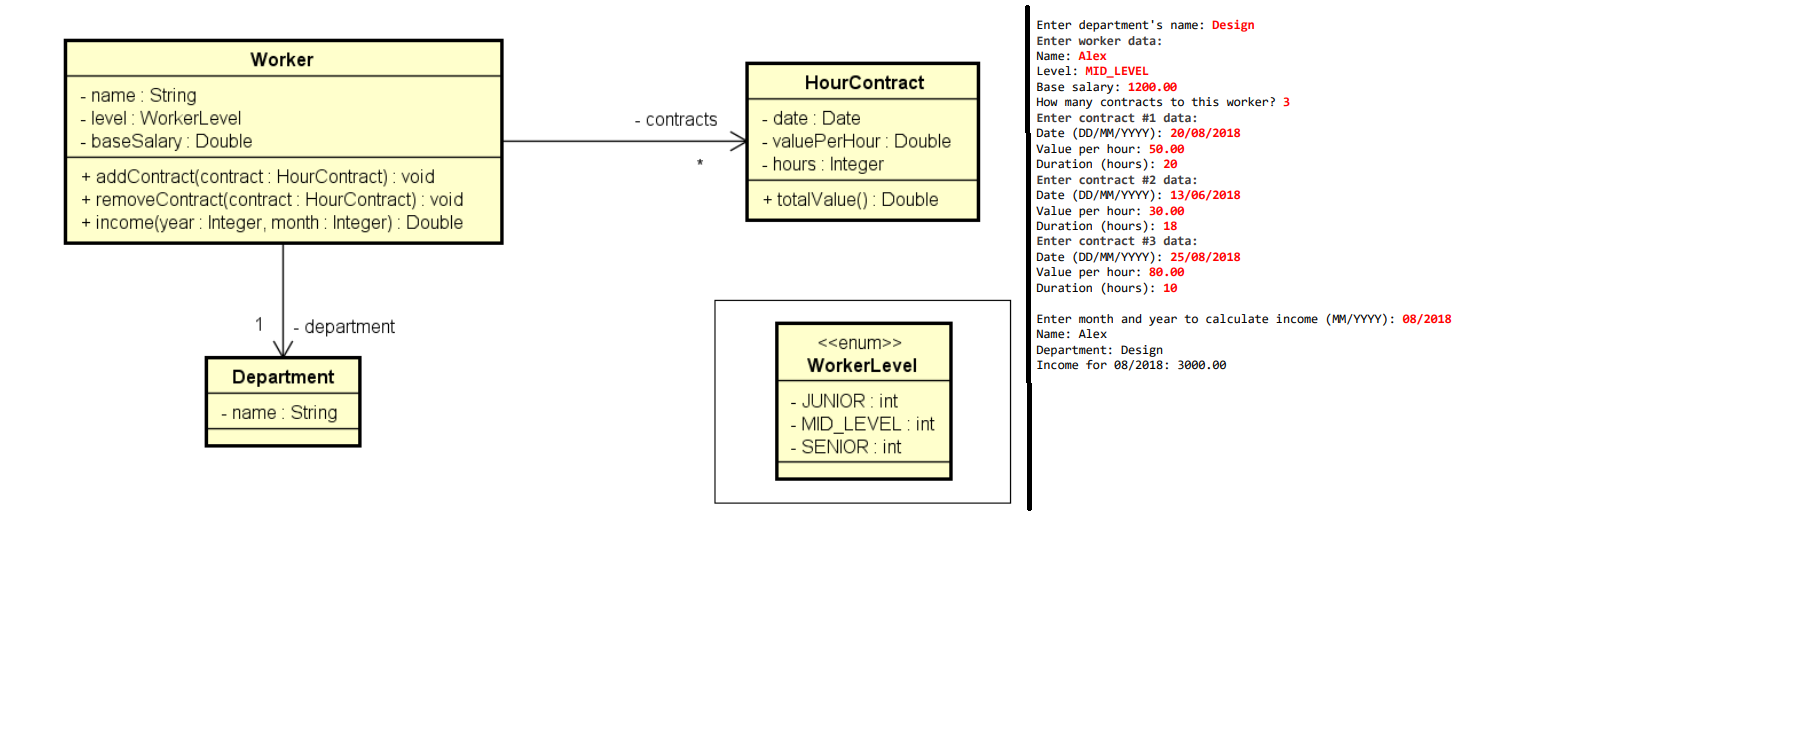 Worker
- name : String
- level : WorkerLevel
- baseSalary : Double
+ addContract(contract : HourContract) : void
+ removeContract(contract : HourContract) : void
+ income(year : Integer, month : Integer) : Double
- contracts
*
HourContract
- date : Date
- valuePerHour : Double
- hours : Integer
+ totalValue() : Double
1
- department
Department
- name : String
<<enum>>
WorkerLevel
- JUNIOR : int
- MID_LEVEL : int
- SENIOR : int
Enter department's name: Design
Enter worker data:
Name: Alex
Level: MID_LEVEL
Base salary: 1200.00
How many contracts to this worker? 3
Enter contract #1 data:
Date (DD/MM/YYYY): 20/08/2018
Value per hour: 50.00
Duration (hours): 20
Enter contract #2 data:
Date (DD/MM/YYYY): 13/06/2018
Value per hour: 30.00
Duration (hours): 18
Enter contract #3 data:
Date (DD/MM/YYYY): 25/08/2018
Value per hour: 80.00
Duration (hours): 10
Enter month and year to calculate income (MM/YYYY): 08/2018
Name: Alex
Department: Design
Income for 08/2018: 3000.00